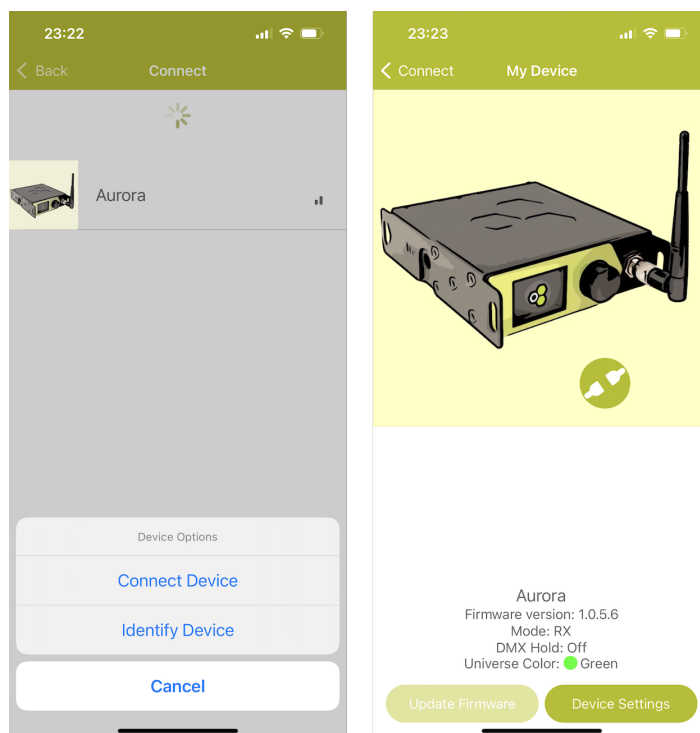 23:22
Back
Connect
Aurora
Device Options
Connect Device
Identify Device
Cancel
23:23
Connect
My Device
Aurora
Firmware version: 1.0.5.6
Mode: RX
DMX Hold: Off
Universe Color: Green
Update Firmware
Device Settings